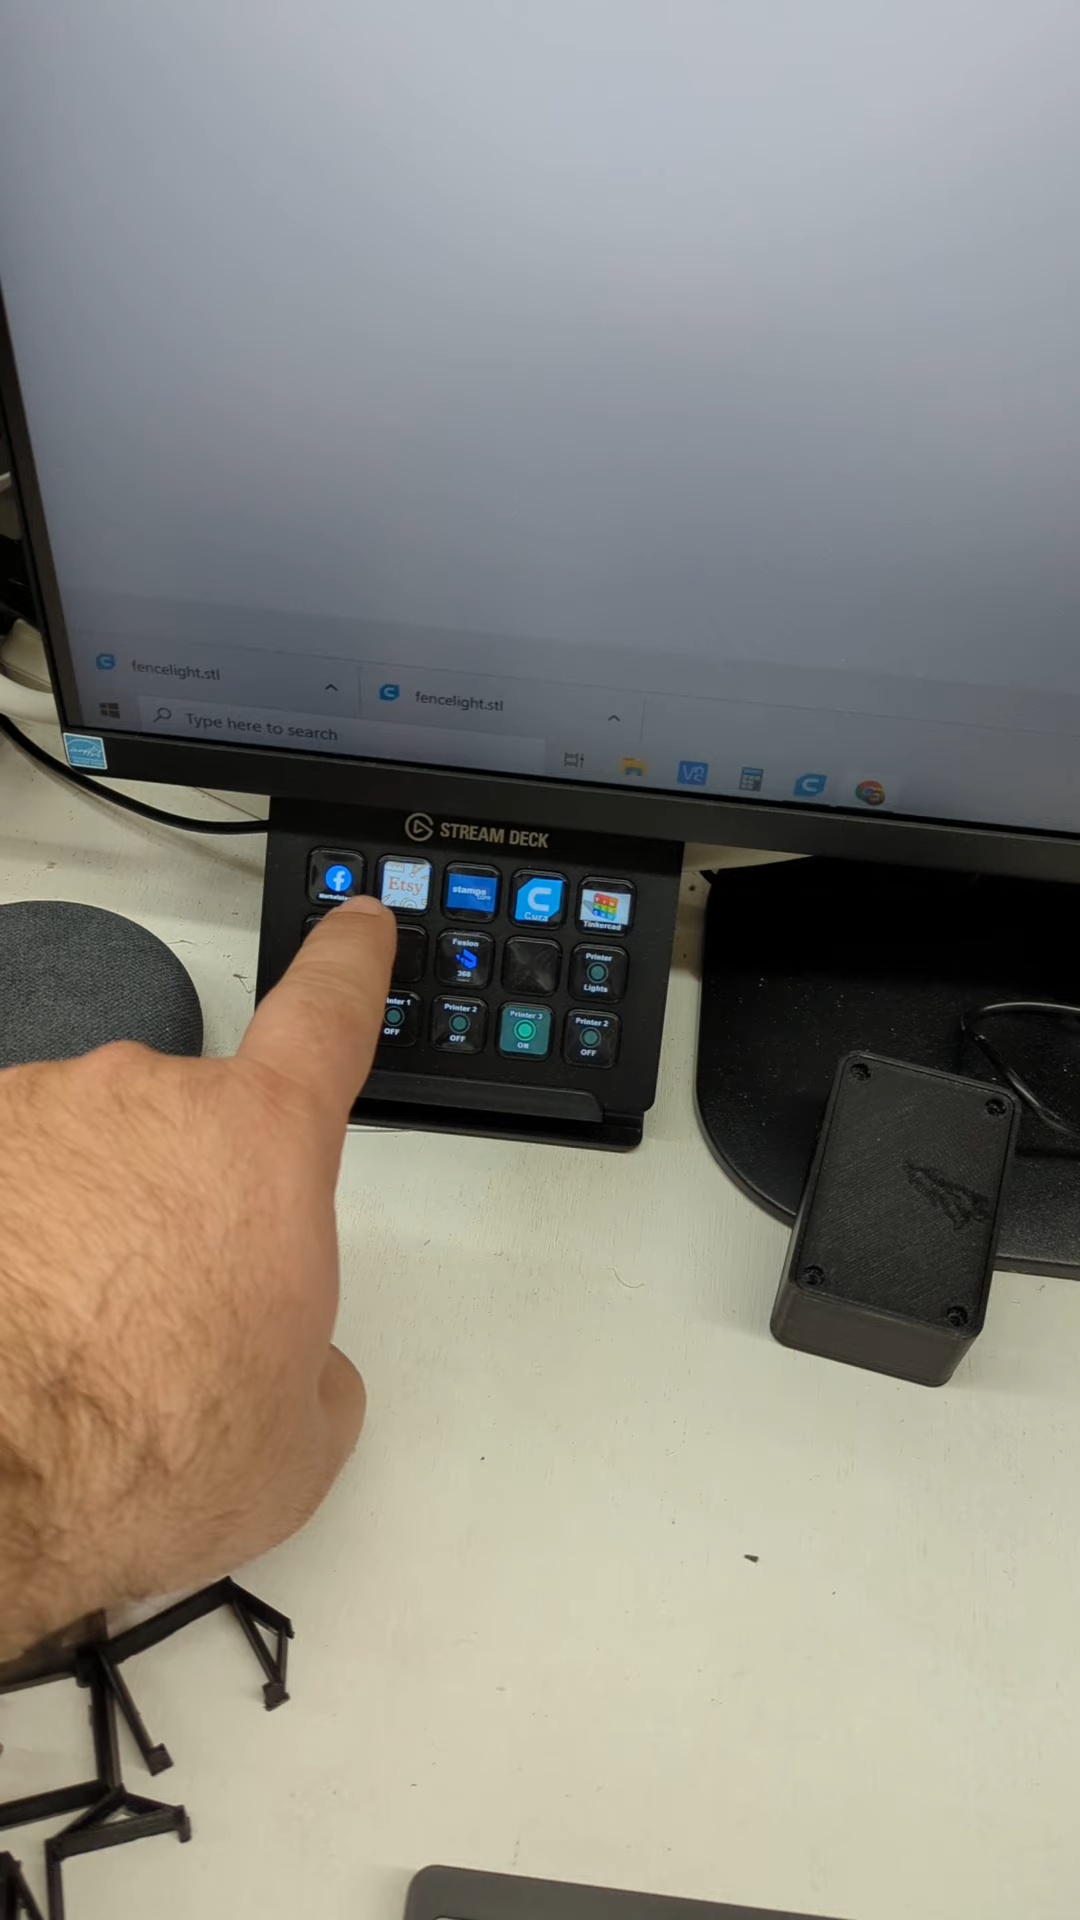 fencelight.stl
fencelight.stl
Type here to search
STREAM DECK
Etsy
stamps
com
Cura
Tinkercad
Fusion
360
Printer
Lights
Printer 2
OFF
Printer 3
ON
Printer 2
OFF
OFF